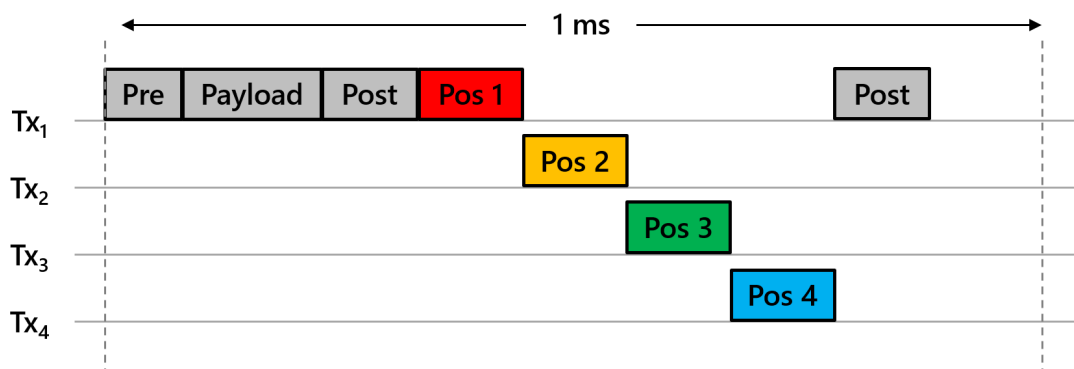 1 ms
Pre Payload Post Pos 1 Post
Tx₁
Pos 2
Tx₂
Pos 3
Tx₃
Pos 4
Tx₄